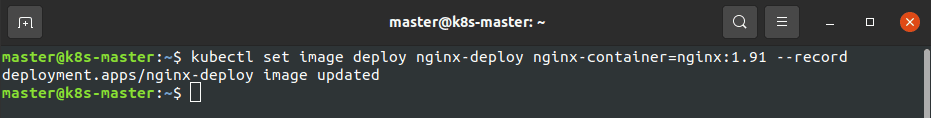 master@k8s-master: ~
master@k8s-master:~$ kubectl set image deploy nginx-deploy nginx-container=nginx:1.91 --record
deployment.apps/nginx-deploy image updated
master@k8s-master:~$